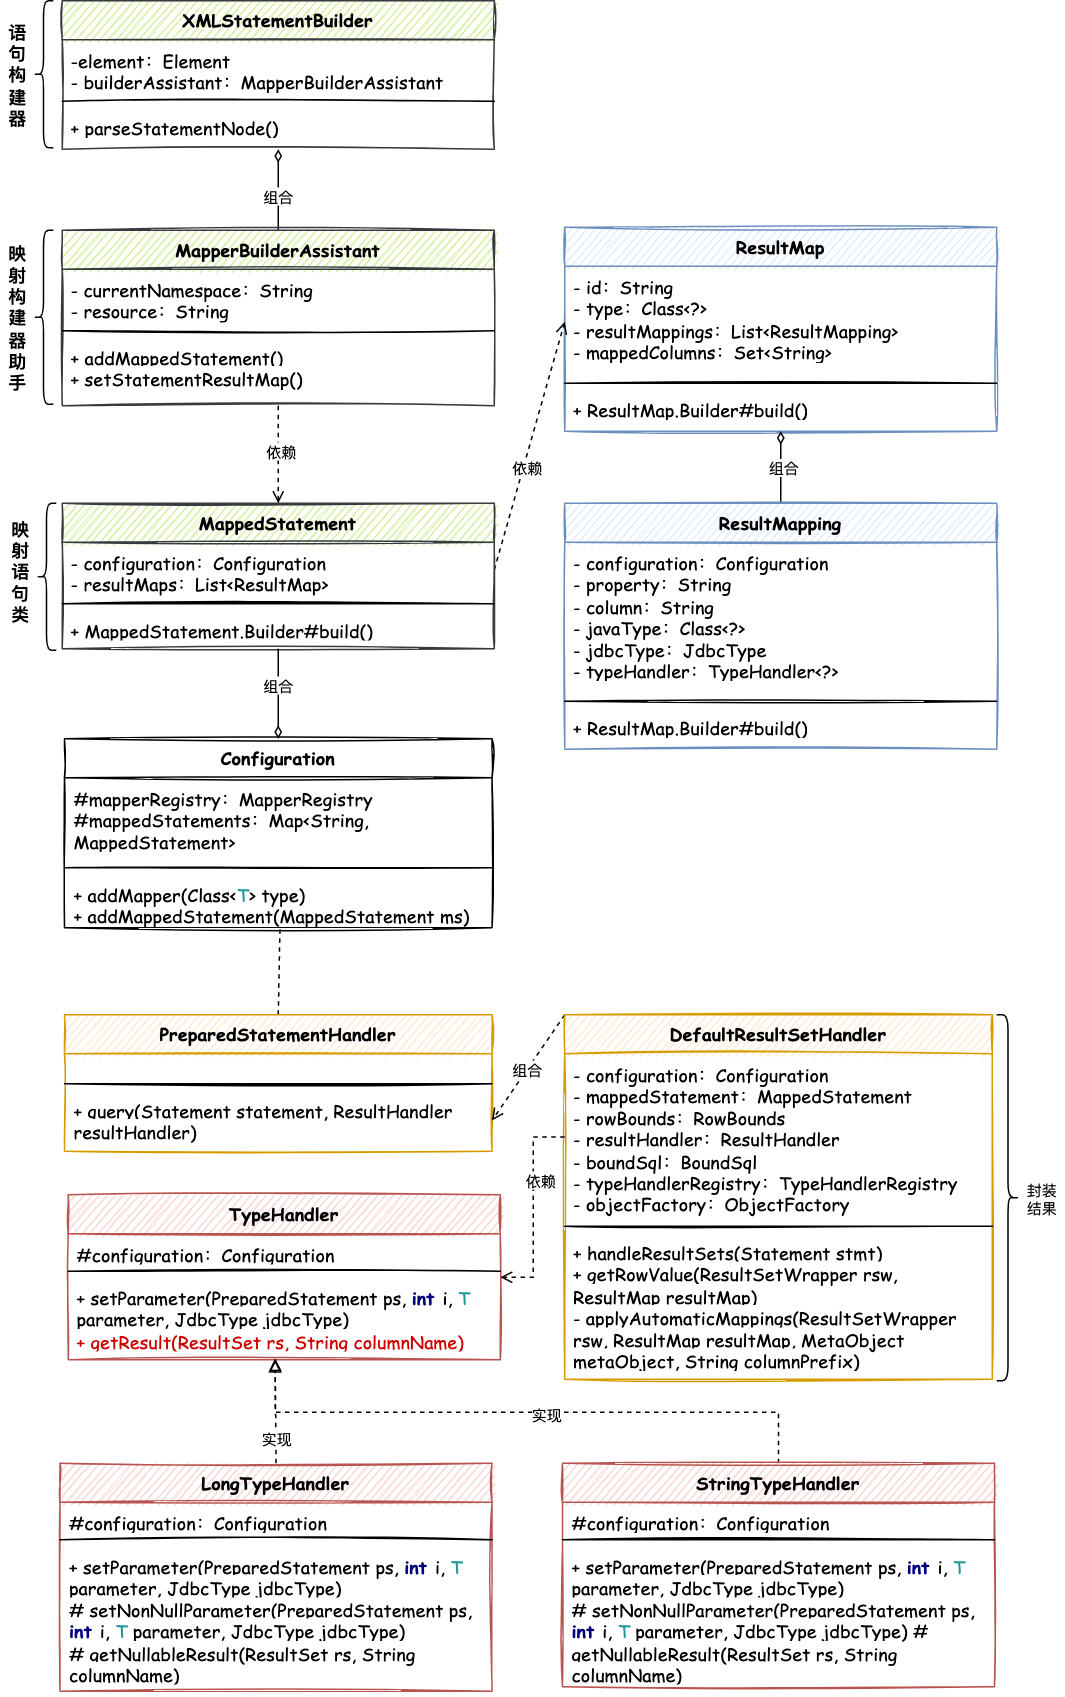 语句构建器
XMLStatementBuilder
-element: Element
- builderAssistant: MapperBuilderAssistant
+ parseStatementNode()
组合
映射构建器助手
MapperBuilderAssistant
- currentNamespace: String
- resource: String
+ addMappedStatement()
+ setStatementResultMap()
依赖
ResultMap
- id: String
- type: Class<?>
- resultMappings: List<ResultMapping>
- mappedColumns: Set<String>
+ ResultMap.Builder#build()
依赖
组合
映射语句类
MappedStatement
- configuration: Configuration
- resultMaps: List<ResultMap>
+ MappedStatement.Builder#build()
ResultMapping
- configuration: Configuration
- property: String
- column: String
- javaType: Class<?>
- jdbcType: JdbcType
- typeHandler: TypeHandler<?>
+ ResultMap.Builder#build()
组合
Configuration
#mapperRegistry: MapperRegistry
#mappedStatements: Map<String,
MappedStatement>
+ addMapper(Class<T> type)
+ addMappedStatement(MappedStatement ms)
PreparedStatementHandler
+ query(Statement statement, ResultHandler
resultHandler)
组合
DefaultResultSetHandler
- configuration: Configuration
- mappedStatement: MappedStatement
- rowBounds: RowBounds
- resultHandler: ResultHandler
- boundSql: BoundSql
- typeHandlerRegistry: TypeHandlerRegistry
- objectFactory: ObjectFactory
+ handleResultSets(Statement stmt)
+ getRowValue(ResultSetWrapper rsw,
ResultMap resultMap)
- applyAutomaticMappings(ResultSetWrapper
rsw, ResultMap resultMap, MetaObject
metaObject, String columnPrefix)
封装
结果
依赖
TypeHandler
#configuration: Configuration
+ setParameter(PreparedStatement ps, int i, T
parameter, JdbcType jdbcType)
+ getResult(ResultSet rs, String columnName)
实现
实现
LongTypeHandler
#configuration: Configuration
+ setParameter(PreparedStatement ps, int i, T
parameter, JdbcType jdbcType)
# setNonNullParameter(PreparedStatement ps,
int i, T parameter, JdbcType jdbcType)
# getNullableResult(ResultSet rs, String
columnName)
StringTypeHandler
#configuration: Configuration
+ setParameter(PreparedStatement ps, int i, T
parameter, JdbcType jdbcType)
# setNonNullParameter(PreparedStatement ps,
int i, T parameter, JdbcType jdbcType) #
getNullableResult(ResultSet rs, String
columnName)